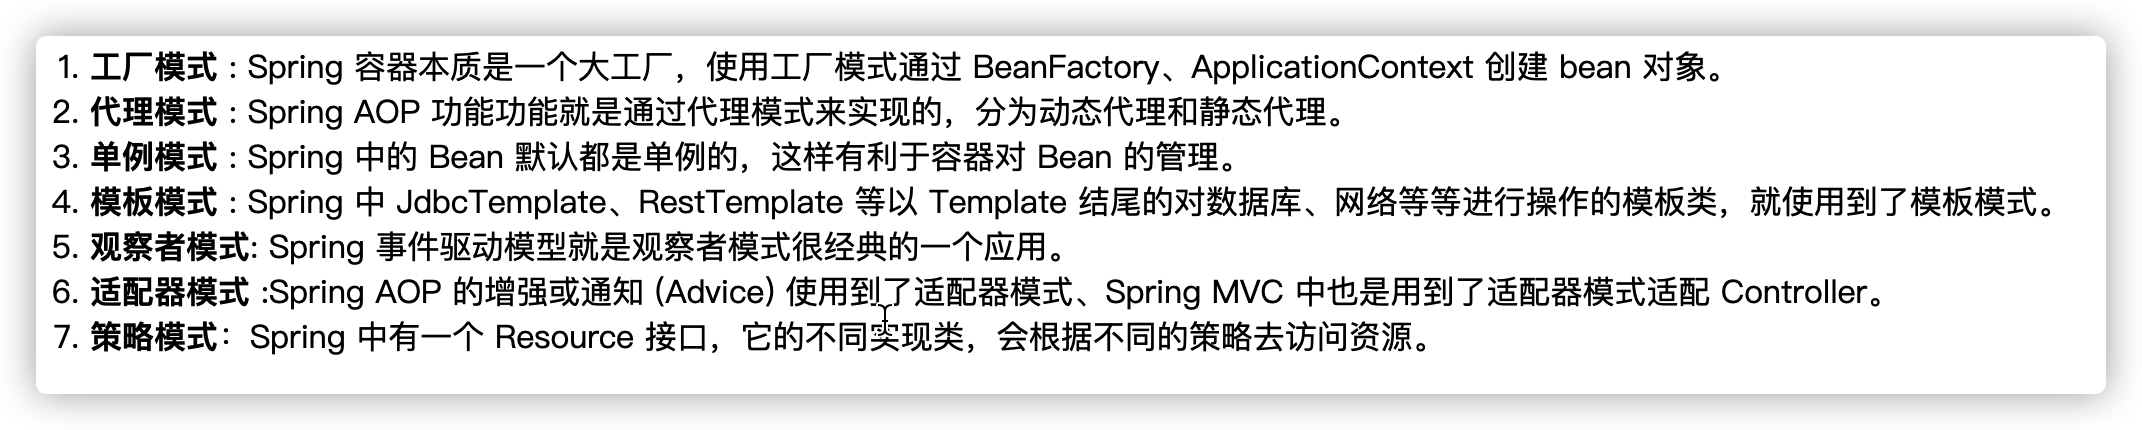 1. 工厂模式 : Spring 容器本质是一个大工厂，使用工厂模式通过 BeanFactory、ApplicationContext 创建 bean 对象。
2. 代理模式 : Spring AOP 功能功能就是通过代理模式来实现的，分为动态代理和静态代理。
3. 单例模式 : Spring 中的 Bean 默认都是单例的，这样有利于容器对 Bean 的管理。
4. 模板模式 : Spring 中 JdbcTemplate、RestTemplate 等以 Template 结尾的对数据库、网络等等进行操作的模板类，就使用到了模板模式。
5. 观察者模式: Spring 事件驱动模型就是观察者模式很经典的一个应用。
6. 适配器模式 :Spring AOP 的增强或通知 (Advice) 使用到了适配器模式、Spring MVC 中也是用到了适配器模式适配 Controller。
7. 策略模式：Spring 中有一个 Resource 接口，它的不同实现类，会根据不同的策略去访问资源。